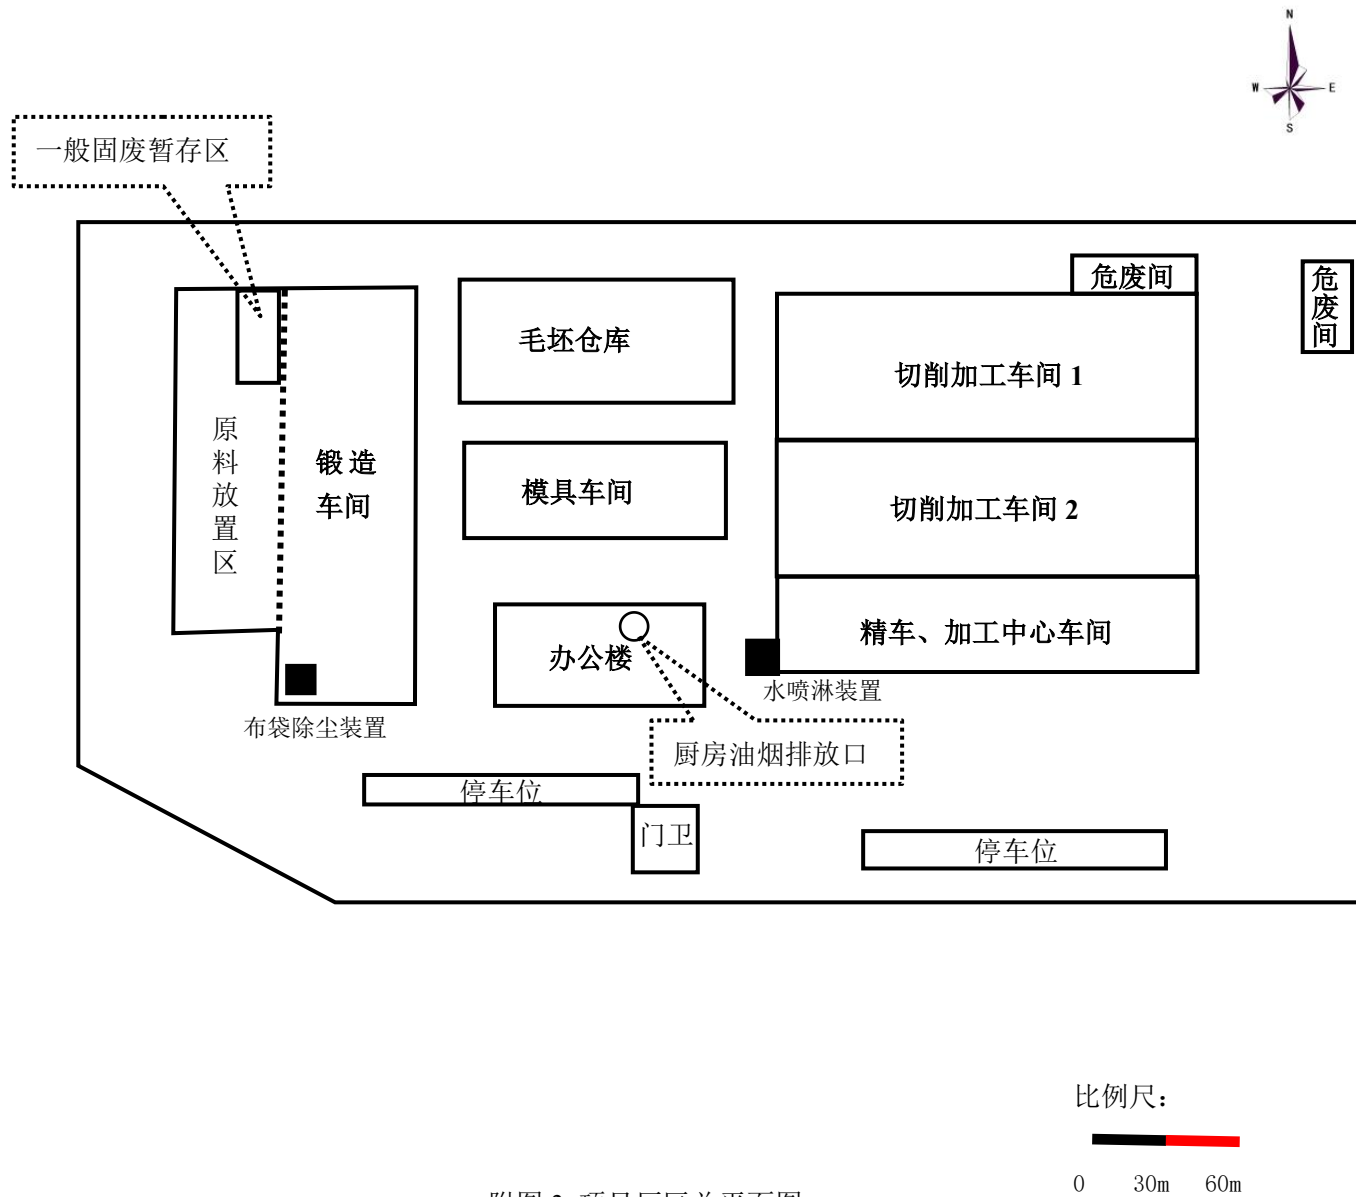 N
W E
S
一般固废暂存区
危废间
危废间
毛坯仓库
切削加工车间 1
原料放置区
锻造
车间
模具车间
切削加工车间 2
办公楼
精车、加工中心车间
水喷淋装置
布袋除尘装置
厨房油烟排放口
停车位
门卫
停车位
比例尺：
0 30m 60m